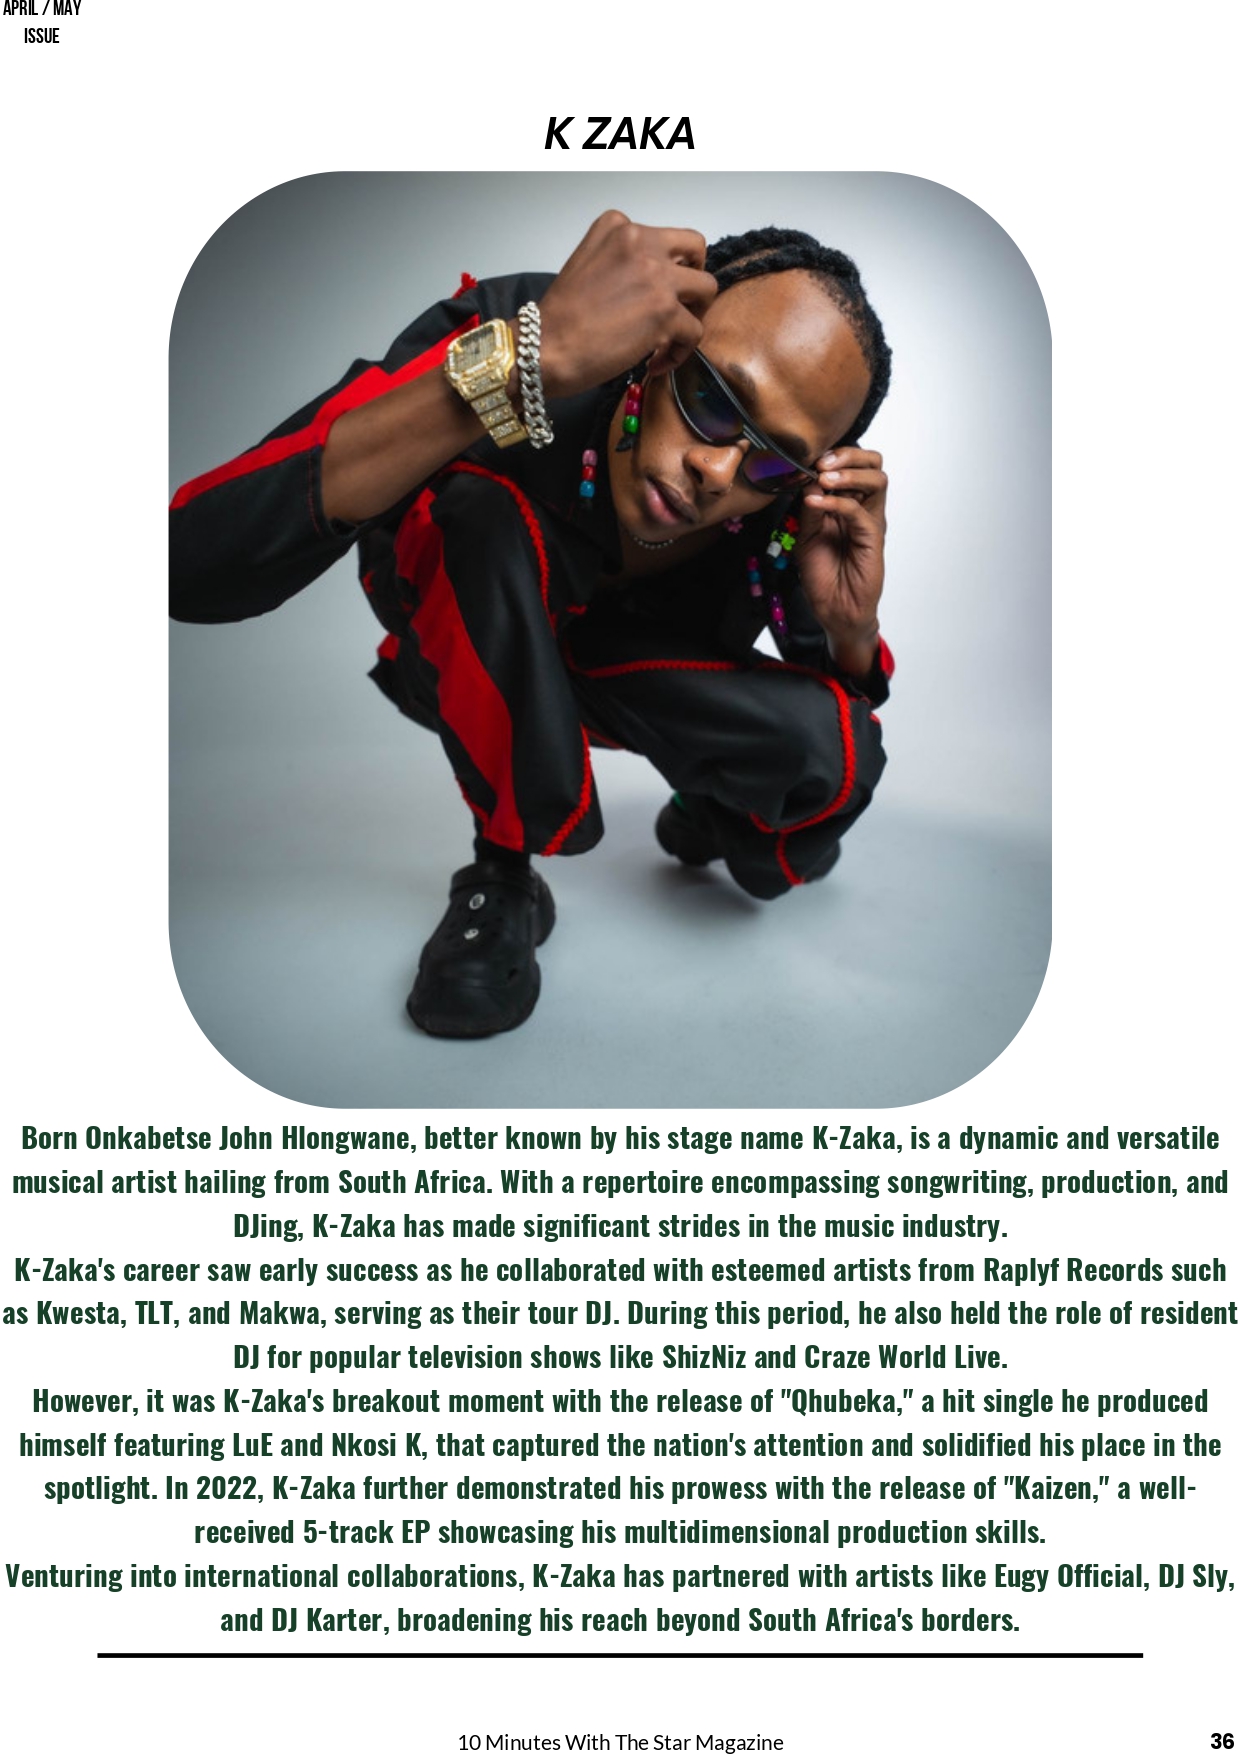 APRIL / MAY
ISSUE
K ZAKA
Born Onkabetse John Hlongwane, better known by his stage name K-Zaka, is a dynamic and versatile
musical artist hailing from South Africa. With a repertoire encompassing songwriting, production, and
DJing, K-Zaka has made significant strides in the music industry.
K-Zaka's career saw early success as he collaborated with esteemed artists from Raplyf Records such
as Kwesta, TLT, and Makwa, serving as their tour DJ. During this period, he also held the role of resident
DJ for popular television shows like ShizNiz and Craze World Live.
However, it was K-Zaka's breakout moment with the release of "Qhubeka," a hit single he produced
himself featuring LuE and Nkosi K, that captured the nation's attention and solidified his place in the
spotlight. In 2022, K-Zaka further demonstrated his prowess with the release of "Kaizen," a well-
received 5-track EP showcasing his multidimensional production skills.
Venturing into international collaborations, K-Zaka has partnered with artists like Eugy Official, DJ Sly,
and DJ Karter, broadening his reach beyond South Africa's borders.
10 Minutes With The Star Magazine
36